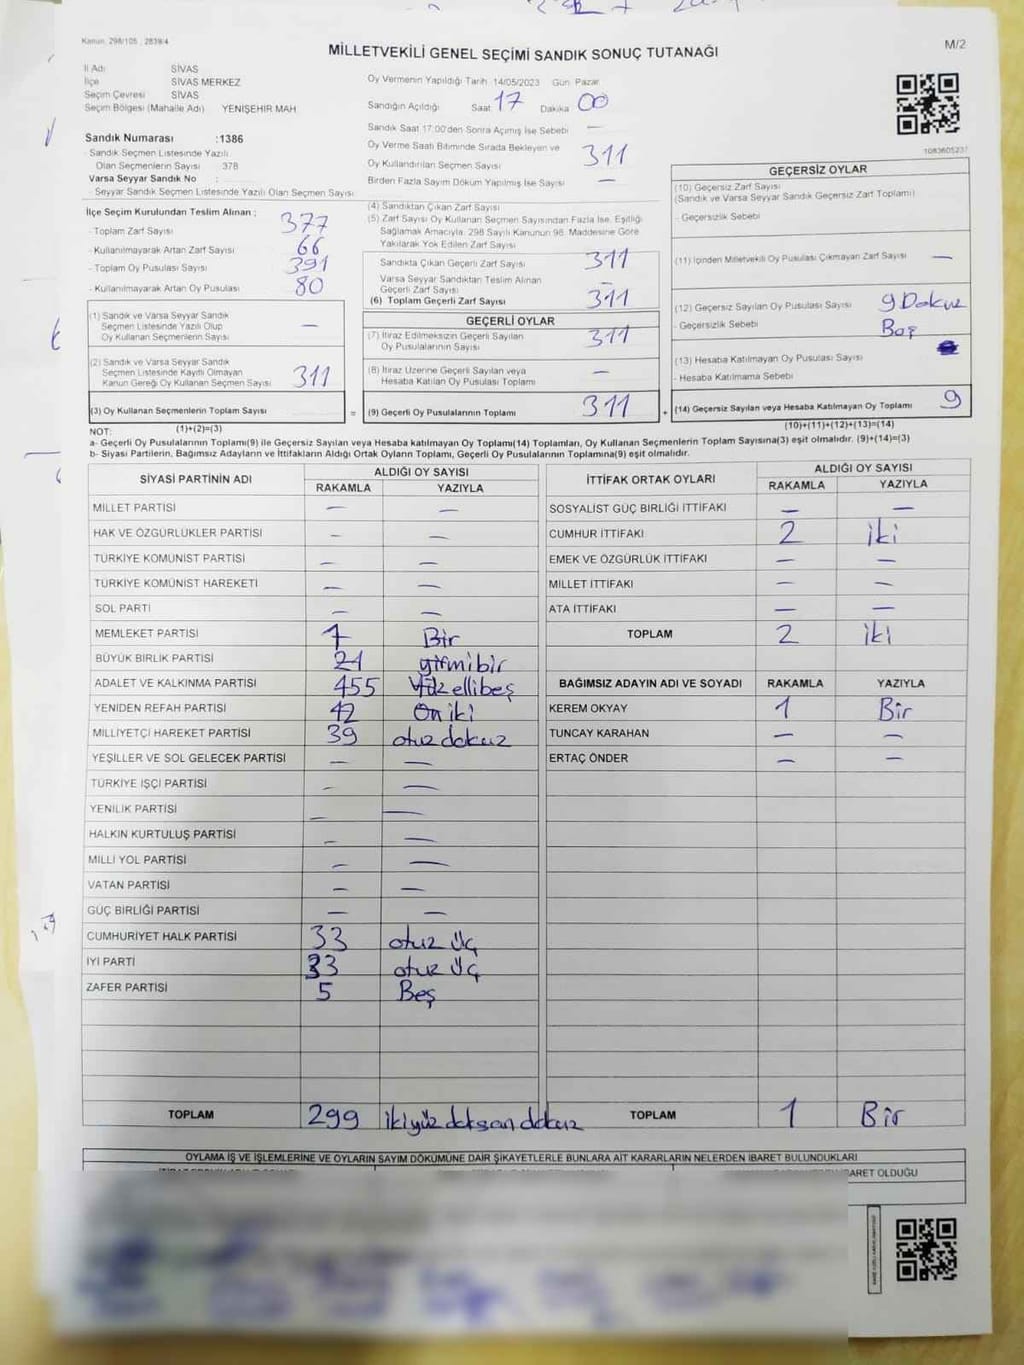 Kanun, 298/105 ; 2839/4
M/2
MİLLETVEKİLİ GENEL SEÇİMİ SANDIK SONUÇ TUTANAĞI
İl Adı SİVAS
İlçe SİVAS MERKEZ
Seçim Çevresi SİVAS
Seçim Bölgesi (Mahalle Adı) YENİŞEHİR MAH
Sandık Numarası :1386
- Sandık Seçmen Listesinde Yazılı
Olan Seçmenlerin Sayısı : 378
Varsa Seyyar Sandık No :
- Seyyar Sandık Seçmen Listesinde Yazılı Olan Seçmen Sayısı
İlçe Seçim Kurulundan Teslim Alınan ;
- Toplam Zarf Sayısı 377
- Kullanılmayarak Artan Zarf Sayısı 66
- Toplam Oy Pusulası Sayısı 391
- Kullanılmayarak Artan Oy Pusulası 80
(1) Sandık ve Varsa Seyyar Sandık
Seçmen Listesinde Yazılı Olup
Oy Kullanan Seçmenlerin Sayısı —
(2) Sandık ve Varsa Seyyar Sandık
Seçmen Listesinde Kayıtlı Olmayan
Kanun Gereği Oy Kullanan Seçmen Sayısı 311
(3) Oy Kullanan Seçmenlerin Toplam Sayısı =
(1)+(2)=(3)
Oy Vermenin Yapıldığı Tarih 14/05/2023 Gün Pazar
Sandığın Açıldığı Saat 17 Dakika 00
Sandık Saat 17:00'den Sonra Açılmış İse Sebebi —
Oy Verme Saati Bitiminde Sırada Bekleyen ve
Oy Kullandırılan Seçmen Sayısı 311
Birden Fazla Sayım Döküm Yapılmış İse Sayısı —
(4) Sandıktan Çıkan Zarf Sayısı
(5) Zarf Sayısı Oy Kullanan Seçmen Sayısından Fazla İse, Eşitliği
Sağlamak Amacıyla, 298 Sayılı Kanunun 98. Maddesine Göre
Yakılarak Yok Edilen Zarf Sayısı
Sandıkta Çıkan Geçerli Zarf Sayısı 311
Varsa Seyyar Sandıktan Teslim Alınan
Geçerli Zarf Sayısı —
(6) Toplam Geçerli Zarf Sayısı 311
GEÇERLİ OYLAR
(7) İtiraz Edilmeksizin Geçerli Sayılan
Oy Pusulalarının Sayısı 311
(8) İtiraz Üzerine Geçerli Sayılan veya
Hesaba Katılan Oy Pusulası Toplamı —
(9) Geçerli Oy Pusulalarının Toplamı 311 +
1083605237
GEÇERSİZ OYLAR
(10) Geçersiz Zarf Sayısı
(Sandık ve Varsa Seyyar Sandık Geçersiz Zarf Toplamı)
- Geçersizlik Sebebi
(11) İçinden Milletvekili Oy Pusulası Çıkmayan Zarf Sayısı —
(12) Geçersiz Sayılan Oy Pusulası Sayısı 9 Dokuz
- Geçersizlik Sebebi Boş
(13) Hesaba Katılmayan Oy Pusulası Sayısı
- Hesaba Katılmama Sebebi
(14) Geçersiz Sayılan veya Hesaba Katılmayan Oy Toplamı 9
(10)+(11)+(12)+(13)=(14)
NOT:
a- Geçerli Oy Pusulalarının Toplamı(9) ile Geçersiz Sayılan veya Hesaba katılmayan Oy Toplamı(14) Toplamları, Oy Kullanan Seçmenlerin Toplam Sayısına(3) eşit olmalıdır. (9)+(14)=(3)
b- Siyasi Partilerin, Bağımsız Adayların ve İttifakların Aldığı Ortak Oyların Toplamı, Geçerli Oy Pusulalarının Toplamına(9) eşit olmalıdır.
SİYASİ PARTİNİN ADI ALDIĞI OY SAYISI
RAKAMLA YAZIYLA
MİLLET PARTİSİ — —
HAK VE ÖZGÜRLÜKLER PARTİSİ — —
TÜRKİYE KOMÜNİST PARTİSİ — —
TÜRKİYE KOMÜNİST HAREKETİ — —
SOL PARTİ — —
MEMLEKET PARTİSİ 1 Bir
BÜYÜK BİRLİK PARTİSİ 21 yirmibir
ADALET VE KALKINMA PARTİSİ 155 Yüzellibeş
YENİDEN REFAH PARTİSİ 12 On iki
MİLLİYETÇİ HAREKET PARTİSİ 39 otuz dokuz
YEŞİLLER VE SOL GELECEK PARTİSİ — —
TÜRKİYE İŞÇİ PARTİSİ — —
YENİLİK PARTİSİ — —
HALKIN KURTULUŞ PARTİSİ — —
MİLLİ YOL PARTİSİ — —
VATAN PARTİSİ — —
GÜÇ BİRLİĞİ PARTİSİ — —
CUMHURİYET HALK PARTİSİ 33 otuz üç
İYİ PARTİ 33 otuz üç
ZAFER PARTİSİ 5 Beş
TOPLAM 299 ikiyüz doksan dokuz
İTTİFAK ORTAK OYLARI ALDIĞI OY SAYISI
RAKAMLA YAZIYLA
SOSYALİST GÜÇ BİRLİĞİ İTTİFAKI — —
CUMHUR İTTİFAKI 2 iki
EMEK VE ÖZGÜRLÜK İTTİFAKI — —
MİLLET İTTİFAKI — —
ATA İTTİFAKI — —
TOPLAM 2 iki
BAĞIMSIZ ADAYIN ADI VE SOYADI RAKAMLA YAZIYLA
KEREM OKYAY 1 Bir
TUNCAY KARAHAN — —
ERTAÇ ÖNDER — —
TOPLAM 1 Bir
OYLAMA İŞ VE İŞLEMLERİNE VE OYLARIN SAYIM DÖKÜMÜNE DAİR ŞİKAYETLERLE BUNLARA AİT KARARLARIN NELERDEN İBARET BULUNDUKLARI
BARET OLDUĞU